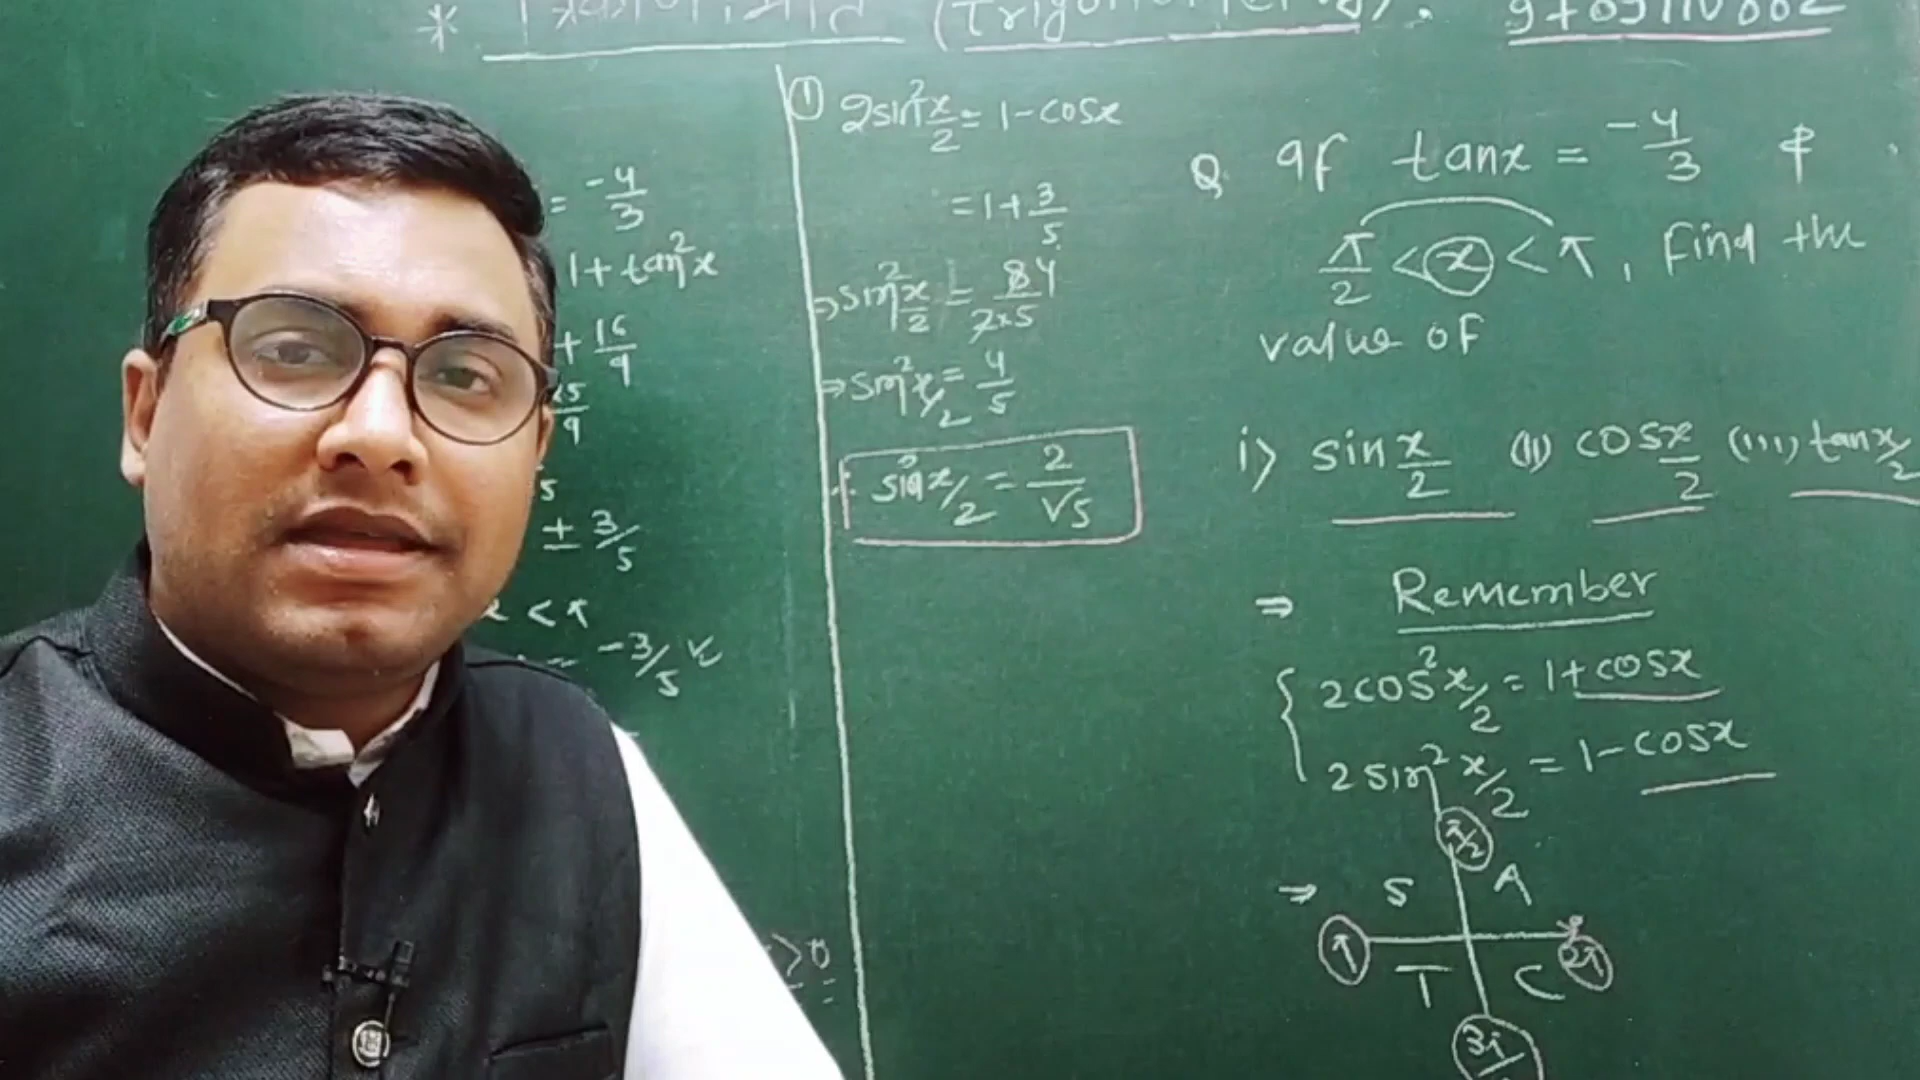 * त्रिकोणमिति (Trigonometry).
= -4/3
1 + tan²x
+ 16/9
25/9
± 3/5
x < π
= -3/5
> 0
① 2sin²x/2 = 1 - cosx
= 1 + 3/5
⇒ sin²x/2 = 8 4/2×5
⇒ sin²x/2 = 4/5
∴ sin x/2 = 2/√5
Q. If tanx = -4/3 &
π/2 < x < π, Find the
value of
i) sin x/2 (ii) cos x/2 (iii) tan x/2
⇒ Remember
2cos²x/2 = 1 + cosx
2sin²x/2 = 1 - cosx
π/2
⇒ S A
π 2π
T C
3π